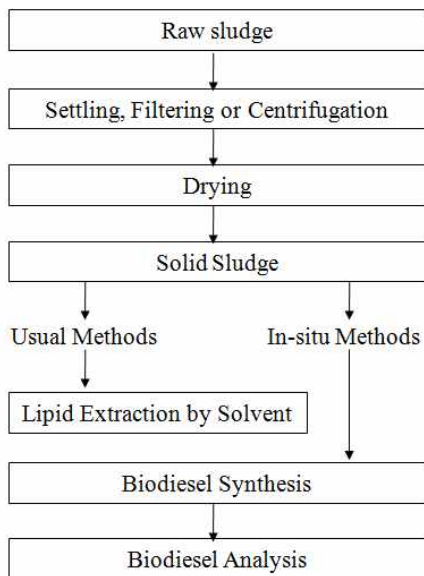 Raw sludge
Settling, Filtering or Centrifugation
Drying
Solid Sludge
Usual Methods
In-situ Methods
Lipid Extraction by Solvent
Biodiesel Synthesis
Biodiesel Analysis